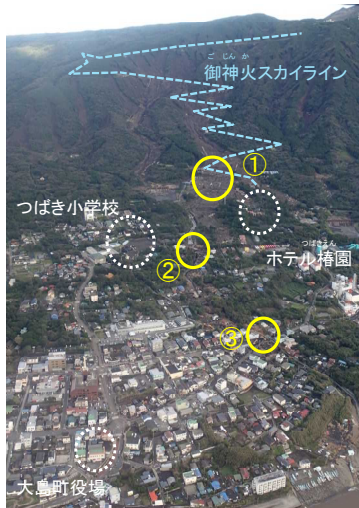 ごじんか
御神火スカイライン
①
つばき小学校
つばきえん
ホテル椿園
②
③
大島町役場